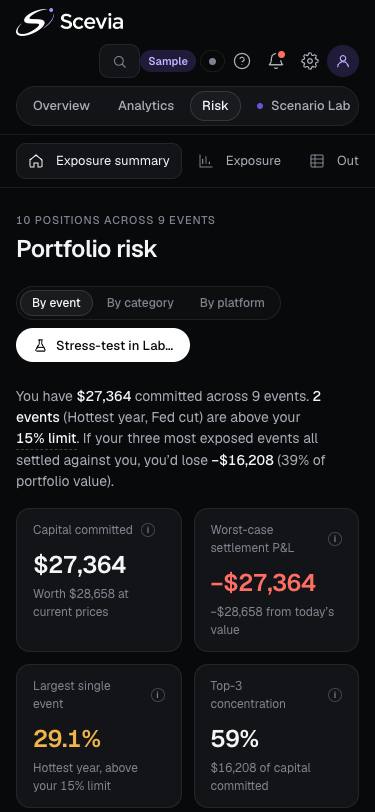 Scevia
Sample
Overview Analytics Risk Scenario Lab
Exposure summary Exposure Out
10 POSITIONS ACROSS 9 EVENTS
Portfolio risk
By event By category By platform
Stress-test in Lab...
You have $27,364 committed across 9 events. 2
events (Hottest year, Fed cut) are above your
15% limit. If your three most exposed events all
settled against you, you'd lose −$16,208 (39% of
portfolio value).
Capital committed
$27,364
Worth $28,658 at
current prices
Worst-case
settlement P&L
−$27,364
−$28,658 from today's
value
Largest single
event
29.1%
Hottest year, above
your 15% limit
Top-3
concentration
59%
$16,208 of capital
committed